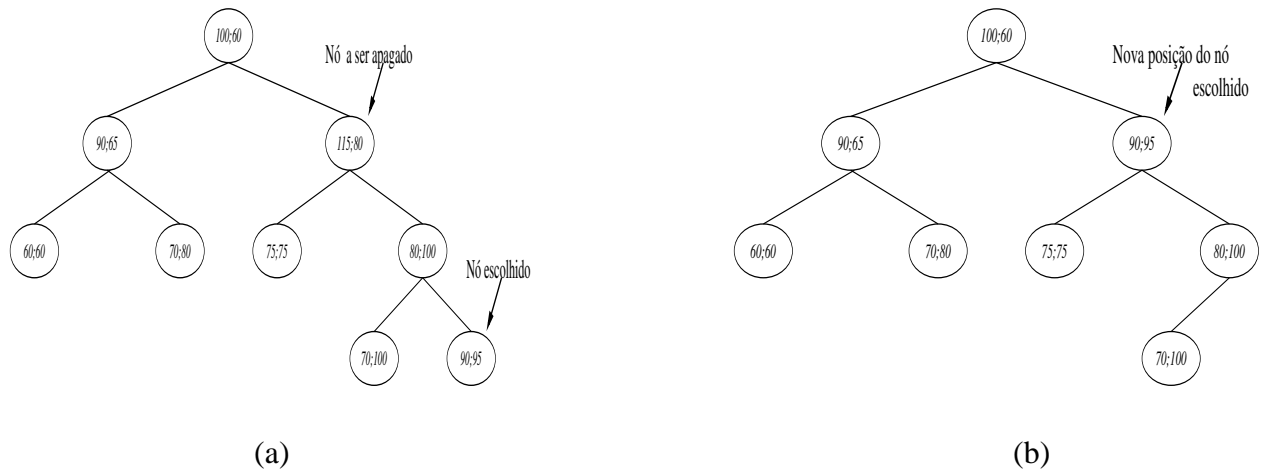 100;60
Nó a ser apagado
90;65
115;80
60;60
70;80
75;75
80;100
Nó escolhido
70;100
90;95
(a)
100;60
Nova posição do nó
escolhido
90;65
90;95
60;60
70;80
75;75
80;100
70;100
(b)